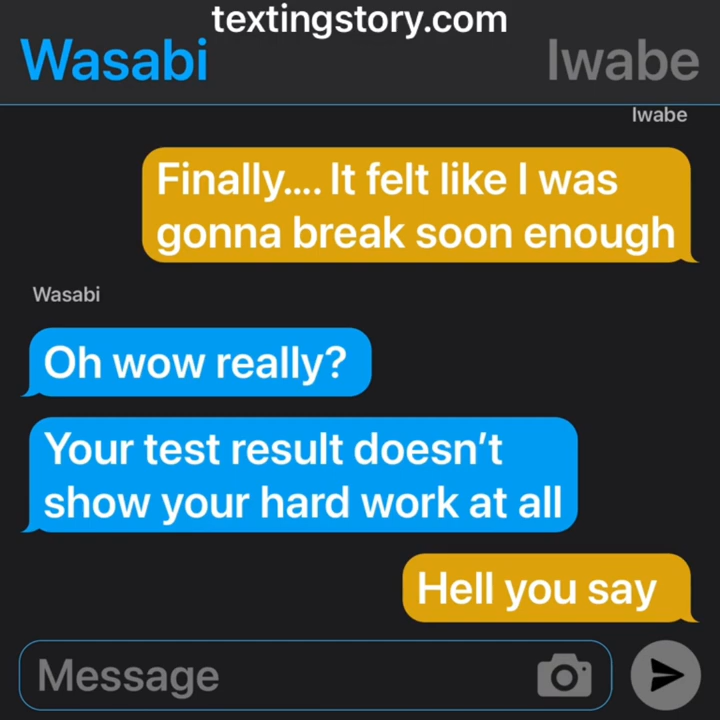 textingstory.com
Wasabi
Iwabe
Iwabe
Finally.... It felt like I was
gonna break soon enough
Wasabi
Oh wow really?
Your test result doesn't
show your hard work at all
Hell you say
Message